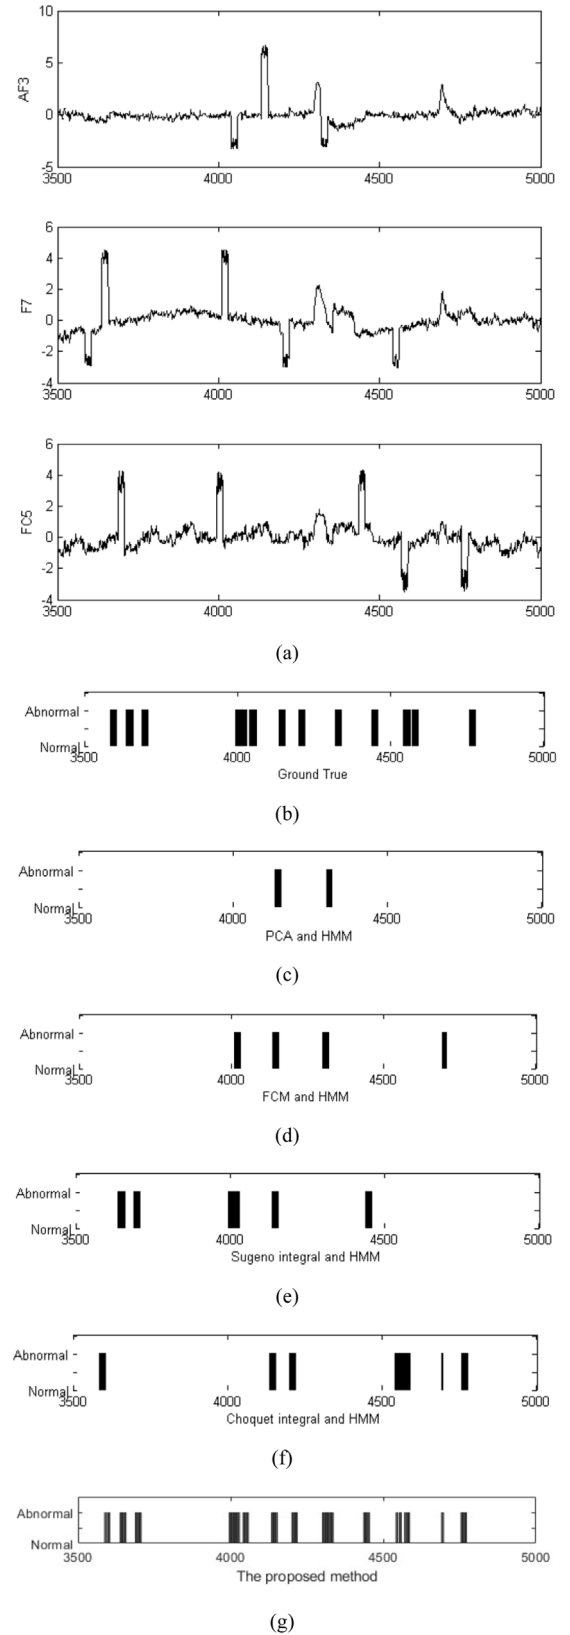 10
5
0
-5
AF3
3500 4000 4500 5000
6
4
2
0
-2
-4
F7
3500 4000 4500 5000
6
4
2
0
-2
-4
FC5
3500 4000 4500 5000
(a)
Abnormal
Normal
3500 4000 4500 5000
Ground True
(b)
Abnormal
Normal
3500 4000 4500 5000
PCA and HMM
(c)
Abnormal
Normal
3500 4000 4500 5000
FCM and HMM
(d)
Abnormal
Normal
3500 4000 4500 5000
Sugeno integral and HMM
(e)
Abnormal
Normal
3500 4000 4500 5000
Choquet integral and HMM
(f)
Abnormal
Normal
3500 4000 4500 5000
The proposed method
(g)